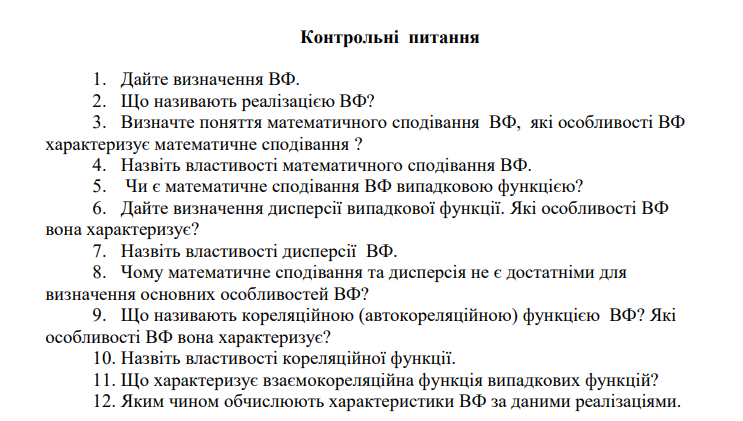 Контрольні питання
1. Дайте визначення ВФ.
2. Що називають реалізацією ВФ?
3. Визначте поняття математичного сподівання ВФ, які особливості ВФ
характеризує математичне сподівання ?
4. Назвіть властивості математичного сподівання ВФ.
5. Чи є математичне сподівання ВФ випадковою функцією?
6. Дайте визначення дисперсії випадкової функції. Які особливості ВФ
вона характеризує?
7. Назвіть властивості дисперсії ВФ.
8. Чому математичне сподівання та дисперсія не є достатніми для
визначення основних особливостей ВФ?
9. Що називають кореляційною (автокореляційною) функцією ВФ? Які
особливості ВФ вона характеризує?
10. Назвіть властивості кореляційної функції.
11. Що характеризує взаємокореляційна функція випадкових функцій?
12. Яким чином обчислюють характеристики ВФ за даними реалізаціями.